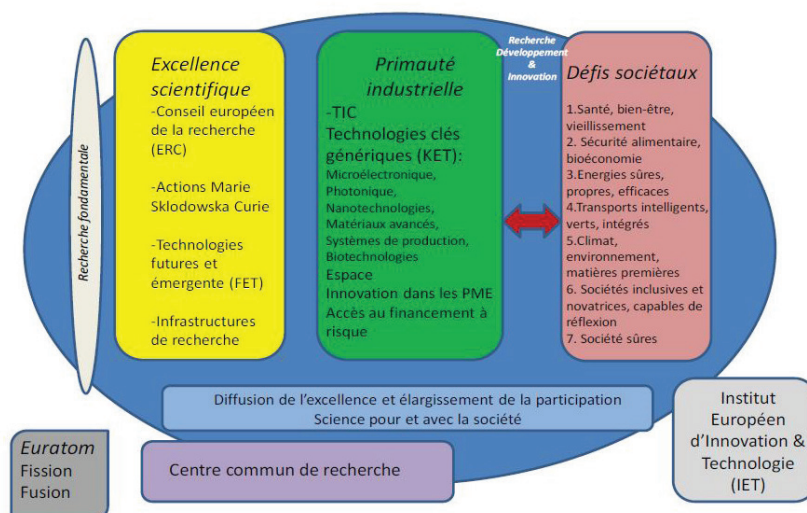 Recherche fondamentale
Excellence
scientifique
-Conseil européen
de la recherche
(ERC)
-Actions Marie
Sklodowska Curie
-Technologies
futures et
émergente (FET)
-Infrastructures
de recherche
Primauté
industrielle
-TIC
Technologies clés
génériques (KET):
Microélectronique,
Photonique,
Nanotechnologies,
Matériaux avancés,
Systèmes de production,
Biotechnologies
Espace
Innovation dans les PME
Accès au financement à
risque
Recherche
Développement
&
Innovation
Défis sociétaux
1.Santé, bien-être,
vieillissement
2. Sécurité alimentaire,
bioéconomie
3.Energies sûres,
propres, efficaces
4.Transports intelligents,
verts, intégrés
5.Climat,
environnement,
matières premières
6. Sociétés inclusives et
novatrices, capables de
réflexion
7. Société sûres
Diffusion de l'excellence et élargissement de la participation
Science pour et avec la société
Institut
Européen
d'Innovation &
Technologie
(IET)
Euratom
Fission
Fusion
Centre commun de recherche